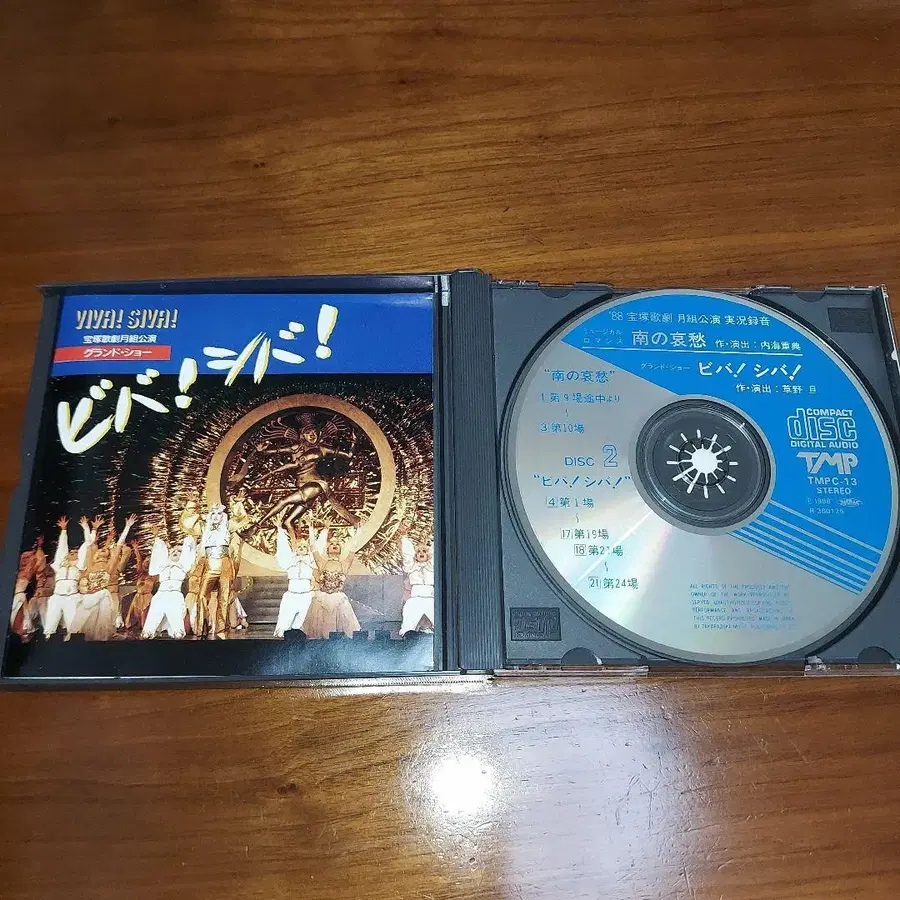 VIVA! SIVA!
宝塚歌劇月組公演
グランド・ショー
ビバ!シバ!
'88 宝塚歌劇 月組公演 実況録音
ミュージカル
ロマンス 南の哀愁 作・演出:内海重典
グランド・ショー ビバ! シバ!
作・演出:草野 旦
"南の哀愁"
1 第9場途中より
〜
3 第10場
DISC 2
"ビバ! シバ!"
4 第1場
〜
17 第19場
18 第21場
〜
21 第24場
COMPACT
disc
DIGITAL AUDIO
TMP
TMPC-13
STEREO